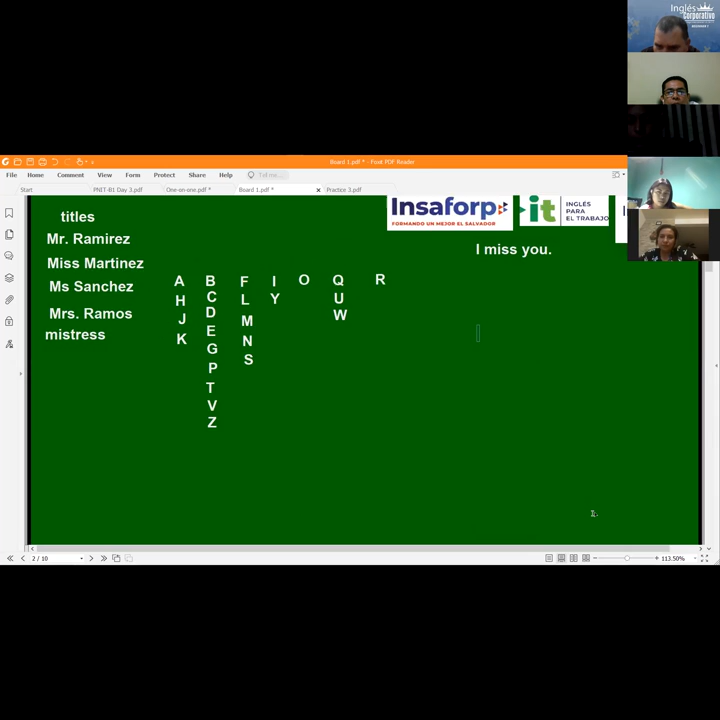 Inglés
corporativo
Board 1.pdf * - Foxit PDF Reader
File Home Comment View Form Protect Share Help Tell me...
Start PNIT-B1 Day 3.pdf One-on-one.pdf * Board 1.pdf * Practice 3.pdf
titles
Mr. Ramirez
Miss Martinez
Ms Sanchez
Mrs. Ramos
mistress
A B F I O Q R
H C L Y U
J D M W
K E N
G S
P
T
V
Z
Insaforp
FORMANDO UN MEJOR EL SALVADOR
it INGLÉS
PARA
EL TRABAJO
I miss you.
2 / 10
113.50%